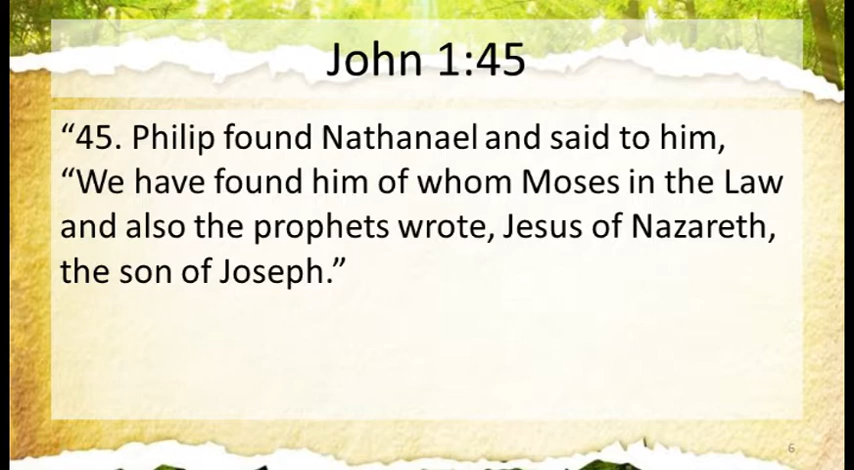 John 1:45
“45. Philip found Nathanael and said to him,
“We have found him of whom Moses in the Law
and also the prophets wrote, Jesus of Nazareth,
the son of Joseph.”
6